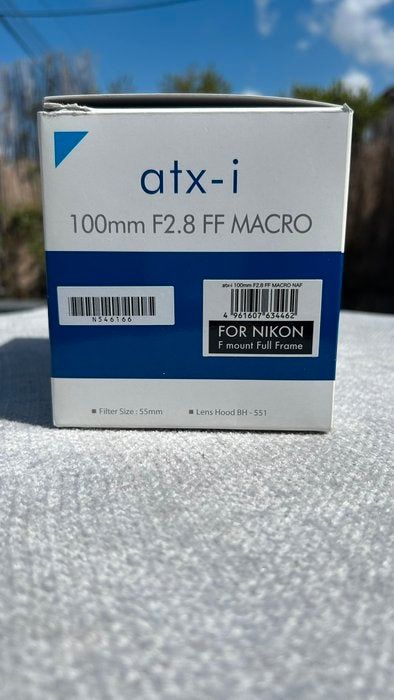 atx-i
100mm F2.8 FF MACRO
N546166
atx-i 100mm F2.8 FF MACRO NAF
4 961607 634462
FOR NIKON
F mount Full Frame
■ Filter Size : 55mm ■ Lens Hood BH - 551